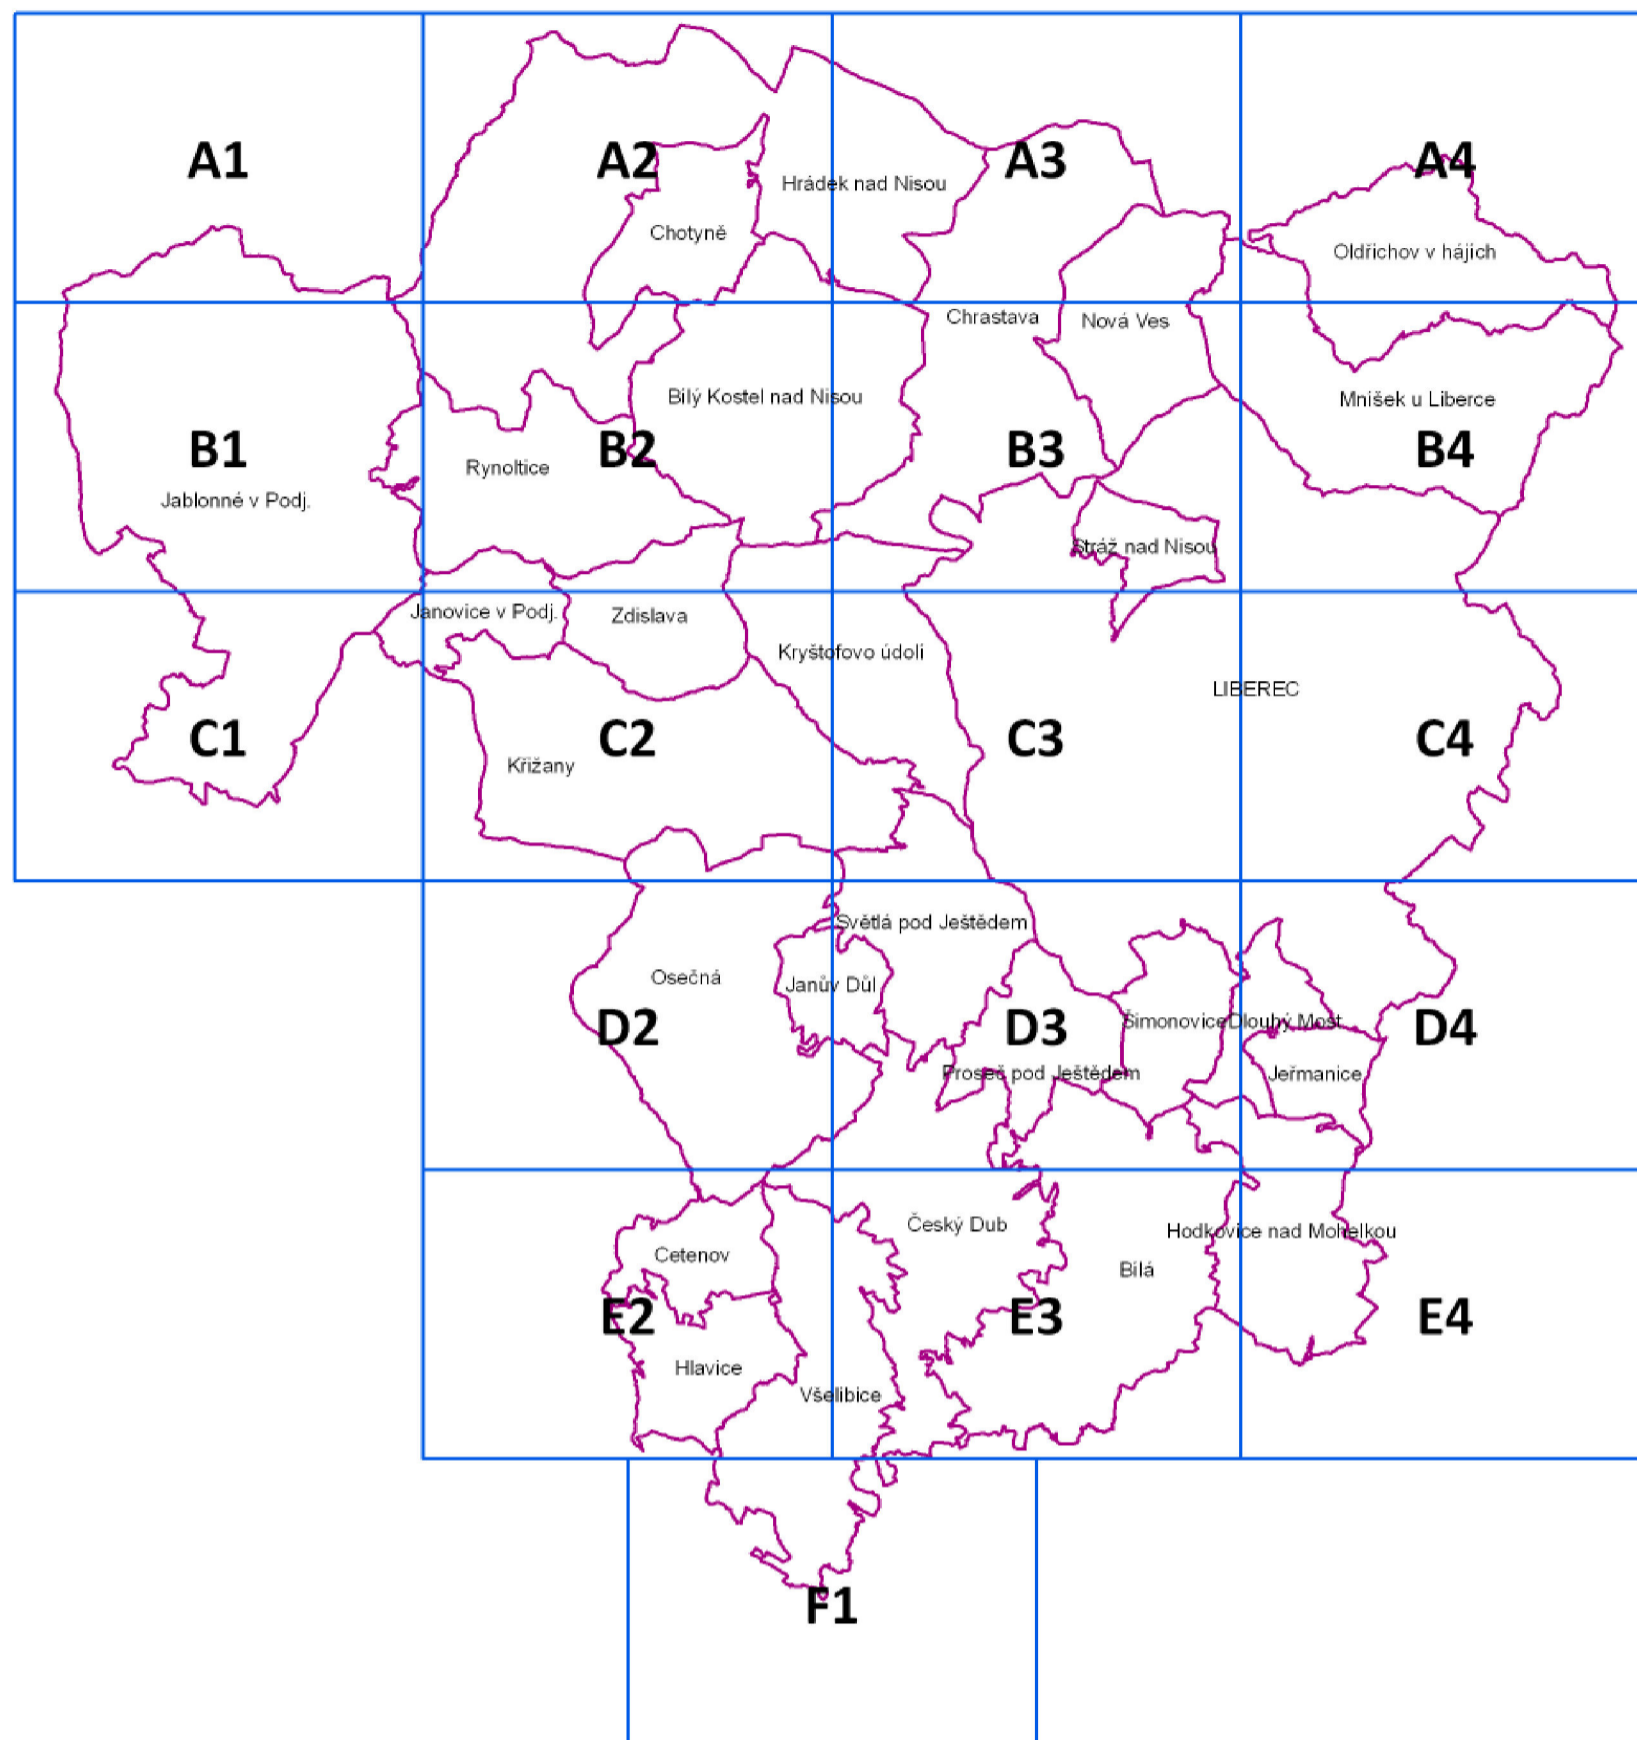 A1
A2
A3
A4
Hrádek nad Nisou
Chotyně
Oldřichov v hájich
Chrastava
Nová Ves
Bílý Kostel nad Nisou
Mnišek u Liberce
B1
B2
B3
B4
Rynoltice
Jablonné v Podj.
Stráž nad Nisou
Janovice v Podj.
Zdislava
Kryštofovo údolí
LIBEREC
C1
C2
C3
C4
Křižany
Světlá pod Ještědem
Osečná
Janův Důl
D2
D3
D4
Šimonovice
Dlouhý Most
Proseč pod Ještědem
Jeřmanice
Český Dub
Hodkovice nad Mohelkou
Cetenov
Bílá
E2
E3
E4
Hlavice
Všelibice
F1